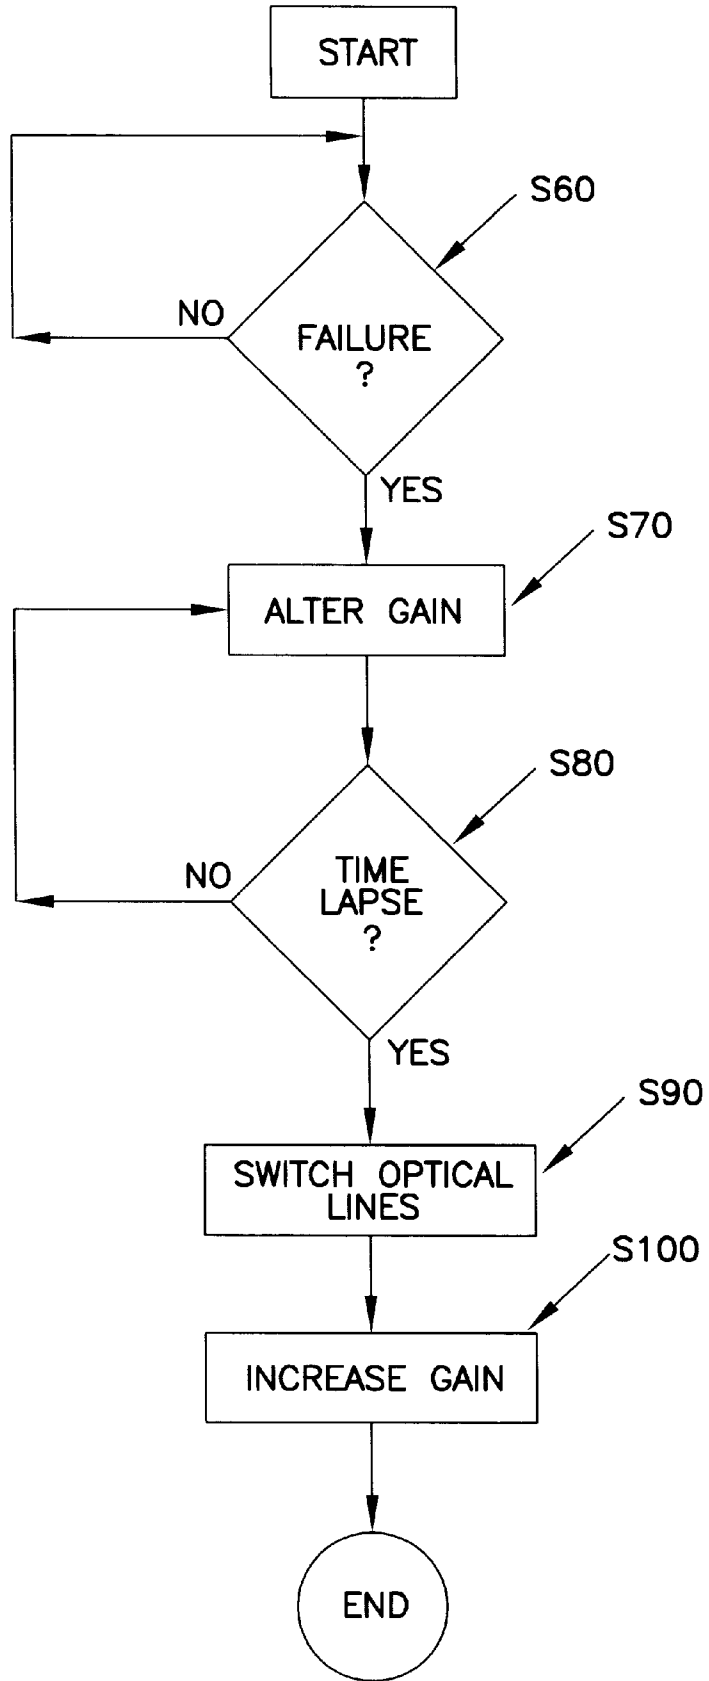 START
S60
NO
FAILURE
?
YES
S70
ALTER GAIN
S80
NO
TIME
LAPSE
?
YES
S90
SWITCH OPTICAL
LINES
S100
INCREASE GAIN
END